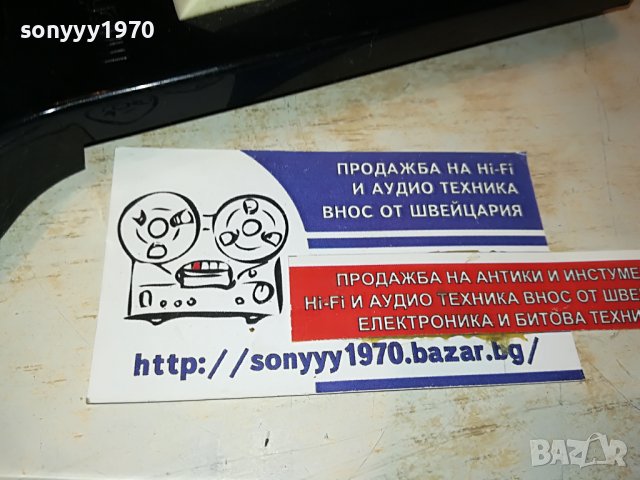 sonyyy1970
sonyyy1970
ПРОДАЖБА НА Hi-Fi
И АУДИО ТЕХНИКА
ВНОС ОТ ШВЕЙЦАРИЯ
ПРОДАЖБА НА АНТИКИ И ИНСТУМЕ
Hi-Fi И АУДИО ТЕХНИКА ВНОС ОТ ШВЕ
ЕЛЕКТРОНИКА И БИТОВА ТЕХНИ
http://sonyyy1970.bazar.bg/
BAZAR